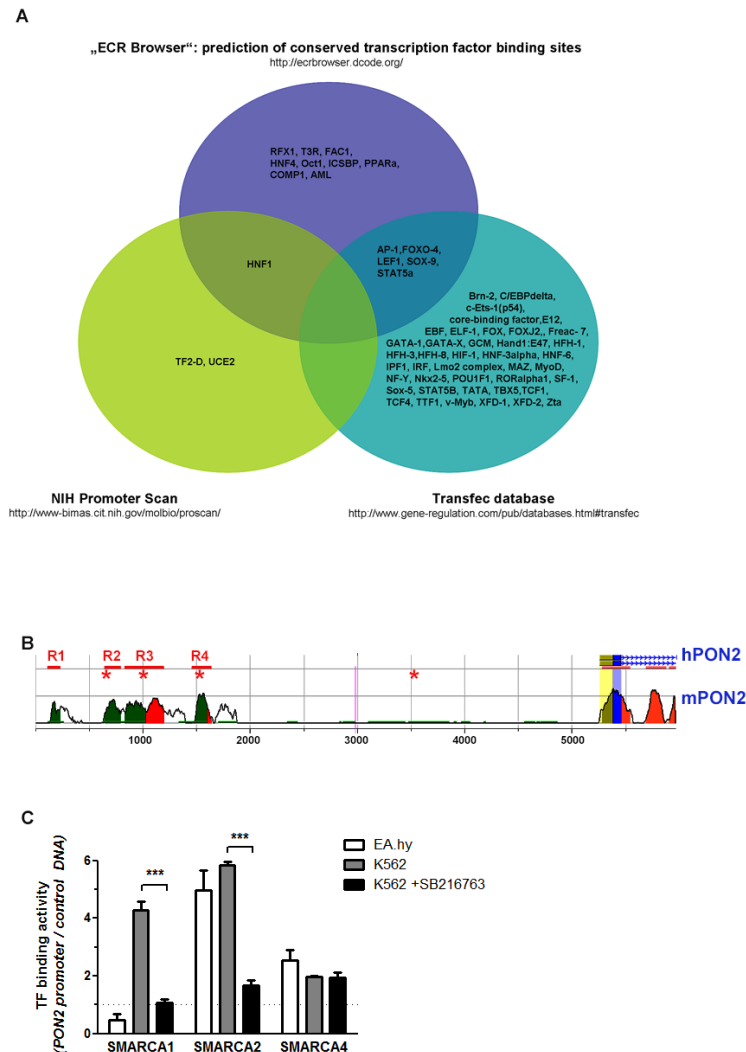 A
„ECR Browser“: prediction of conserved transcription factor binding sites
http://ecrbrowser.dcode.org/
RFX1, T3R, FAC1,
HNF4, Oct1, ICSBP, PPARa,
COMP1, AML
HNF1
AP-1,FOXO-4,
LEF1, SOX-9,
STAT5a
TF2-D, UCE2
Brn-2, C/EBPdelta,
c-Ets-1(p54),
core-binding factor,E12,
EBF, ELF-1, FOX, FOXJ2,, Freac- 7,
GATA-1,GATA-X, GCM, Hand1:E47, HFH-1,
HFH-3,HFH-8, HIF-1, HNF-3alpha, HNF-6,
IPF1, IRF, Lmo2 complex, MAZ, MyoD,
NF-Y, Nkx2-5, POU1F1, RORalpha1, SF-1,
Sox-5, STAT5B, TATA, TBX5,TCF1,
TCF4, TTF1, v-Myb, XFD-1, XFD-2, Zta
NIH Promoter Scan
http://www-bimas.cit.nih.gov/molbio/proscan/
Transfec database
http://www.gene-regulation.com/pub/databases.html#transfec
B
R1 R2 R3 R4
hPON2
* * * *
mPON2
1000 2000 3000 4000 5000
C
TF binding activity
(PON2 promoter / control DNA)
6
4
2
0
***
***
EA.hy
K562
K562 +SB216763
SMARCA1 SMARCA2 SMARCA4